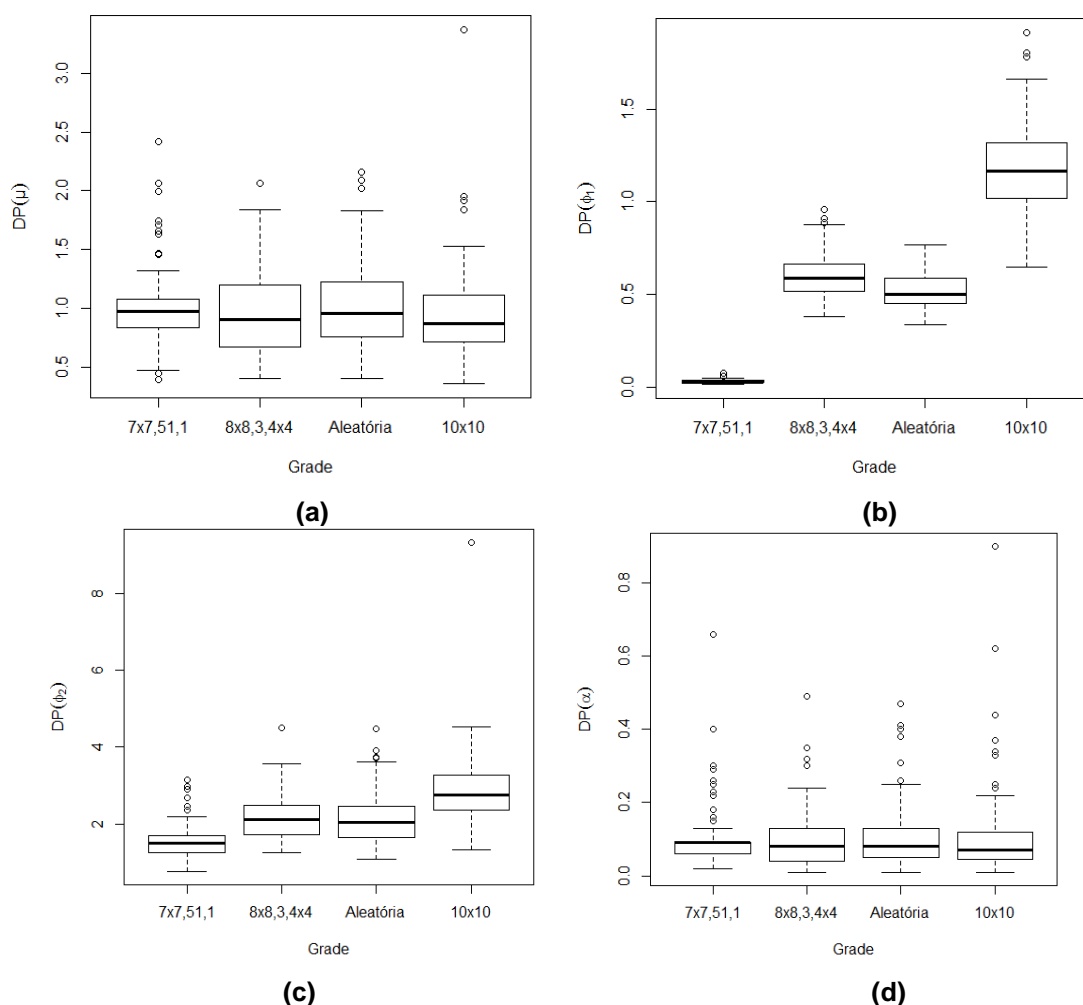 DP(μ)
3.0
2.5
2.0
1.5
1.0
0.5
7x7,51,1 8x8,3,4x4 Aleatória 10x10
Grade
(a)
DP(ϕ1)
1.5
1.0
0.5
0.0
7x7,51,1 8x8,3,4x4 Aleatória 10x10
Grade
(b)
DP(ϕ2)
8
6
4
2
7x7,51,1 8x8,3,4x4 Aleatória 10x10
Grade
(c)
DP(α)
0.8
0.6
0.4
0.2
0.0
7x7,51,1 8x8,3,4x4 Aleatória 10x10
Grade
(d)